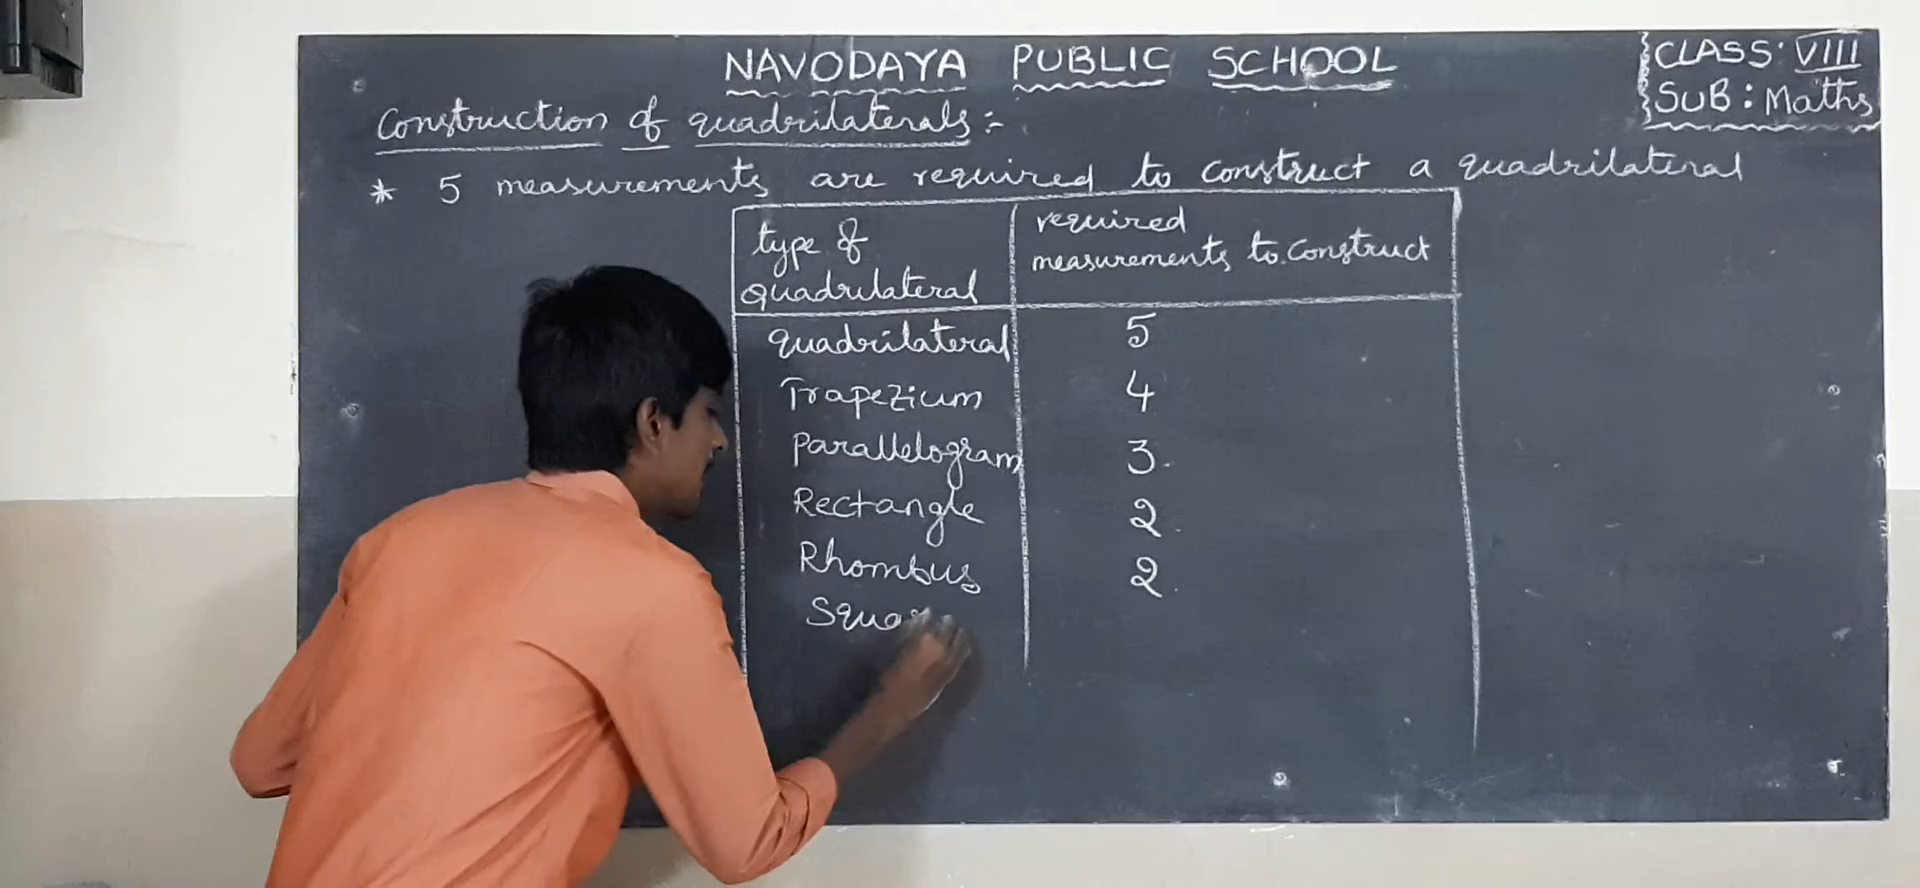 NAVODAYA PUBLIC SCHOOL
CLASS: VIII
SUB: Maths
Construction of quadrilaterals:-
* 5 measurements are required to construct a quadrilateral
type of
quadrilateral
required
measurements to construct
quadrilateral 5
Trapezium 4
Parallelogram 3
Rectangle 2
Rhombus 2